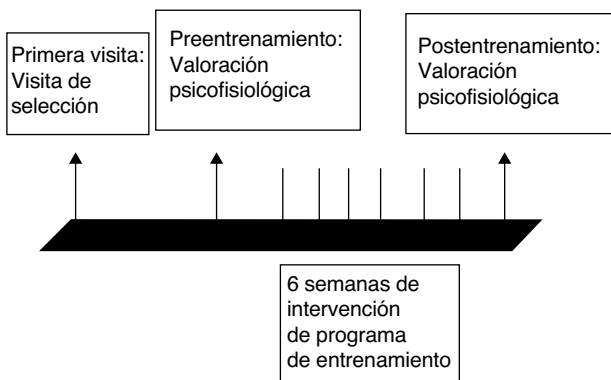 Primera visita:
Visita de
selección
Preentrenamiento:
Valoración
psicofisiológica
Postentrenamiento:
Valoración
psicofisiológica
6 semanas de
intervención
de programa
de entrenamiento